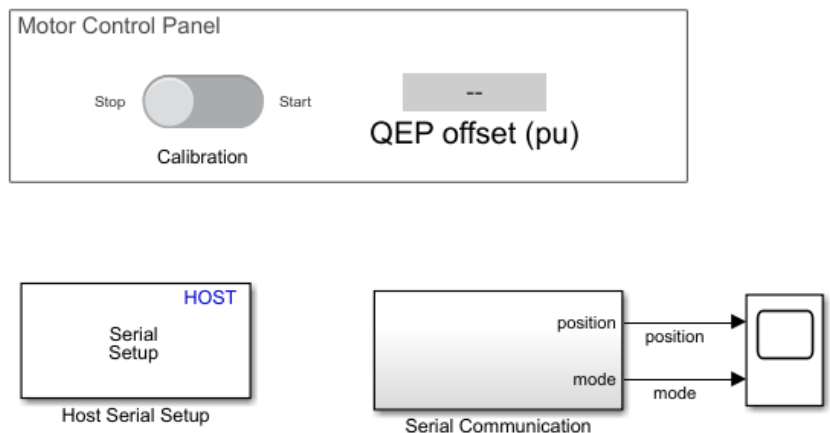 Motor Control Panel
Stop
Start
--
Calibration
QEP offset (pu)
HOST
Serial
Setup
Host Serial Setup
position
position
mode
mode
Serial Communication